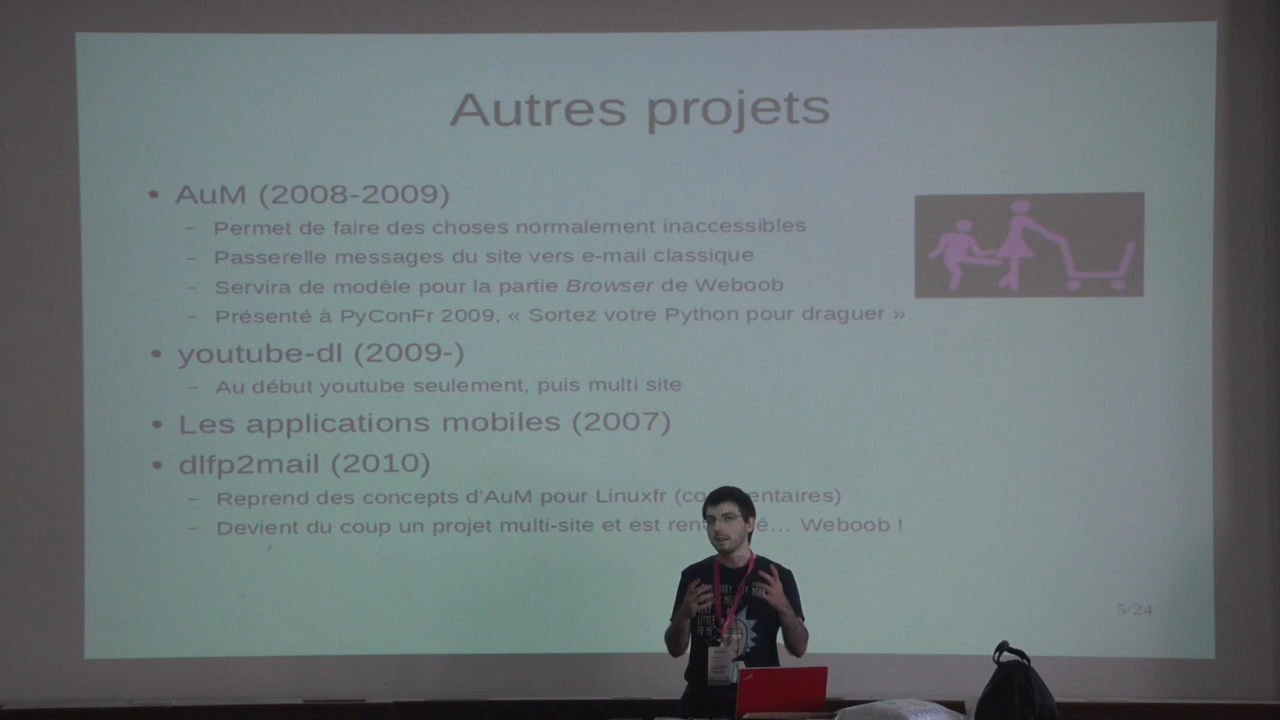 Autres projets
• AuM (2008-2009)
– Permet de faire des choses normalement inaccessibles
– Passerelle messages du site vers e-mail classique
– Servira de modèle pour la partie Browser de Weboob
– Présenté à PyConFr 2009, « Sortez votre Python pour draguer »
• youtube-dl (2009-)
– Au début youtube seulement, puis multi site
• Les applications mobiles (2007)
• dlfp2mail (2010)
– Reprend des concepts d'AuM pour Linuxfr (co entaires)
– Devient du coup un projet multi-site et est ren é… Weboob !
5/24